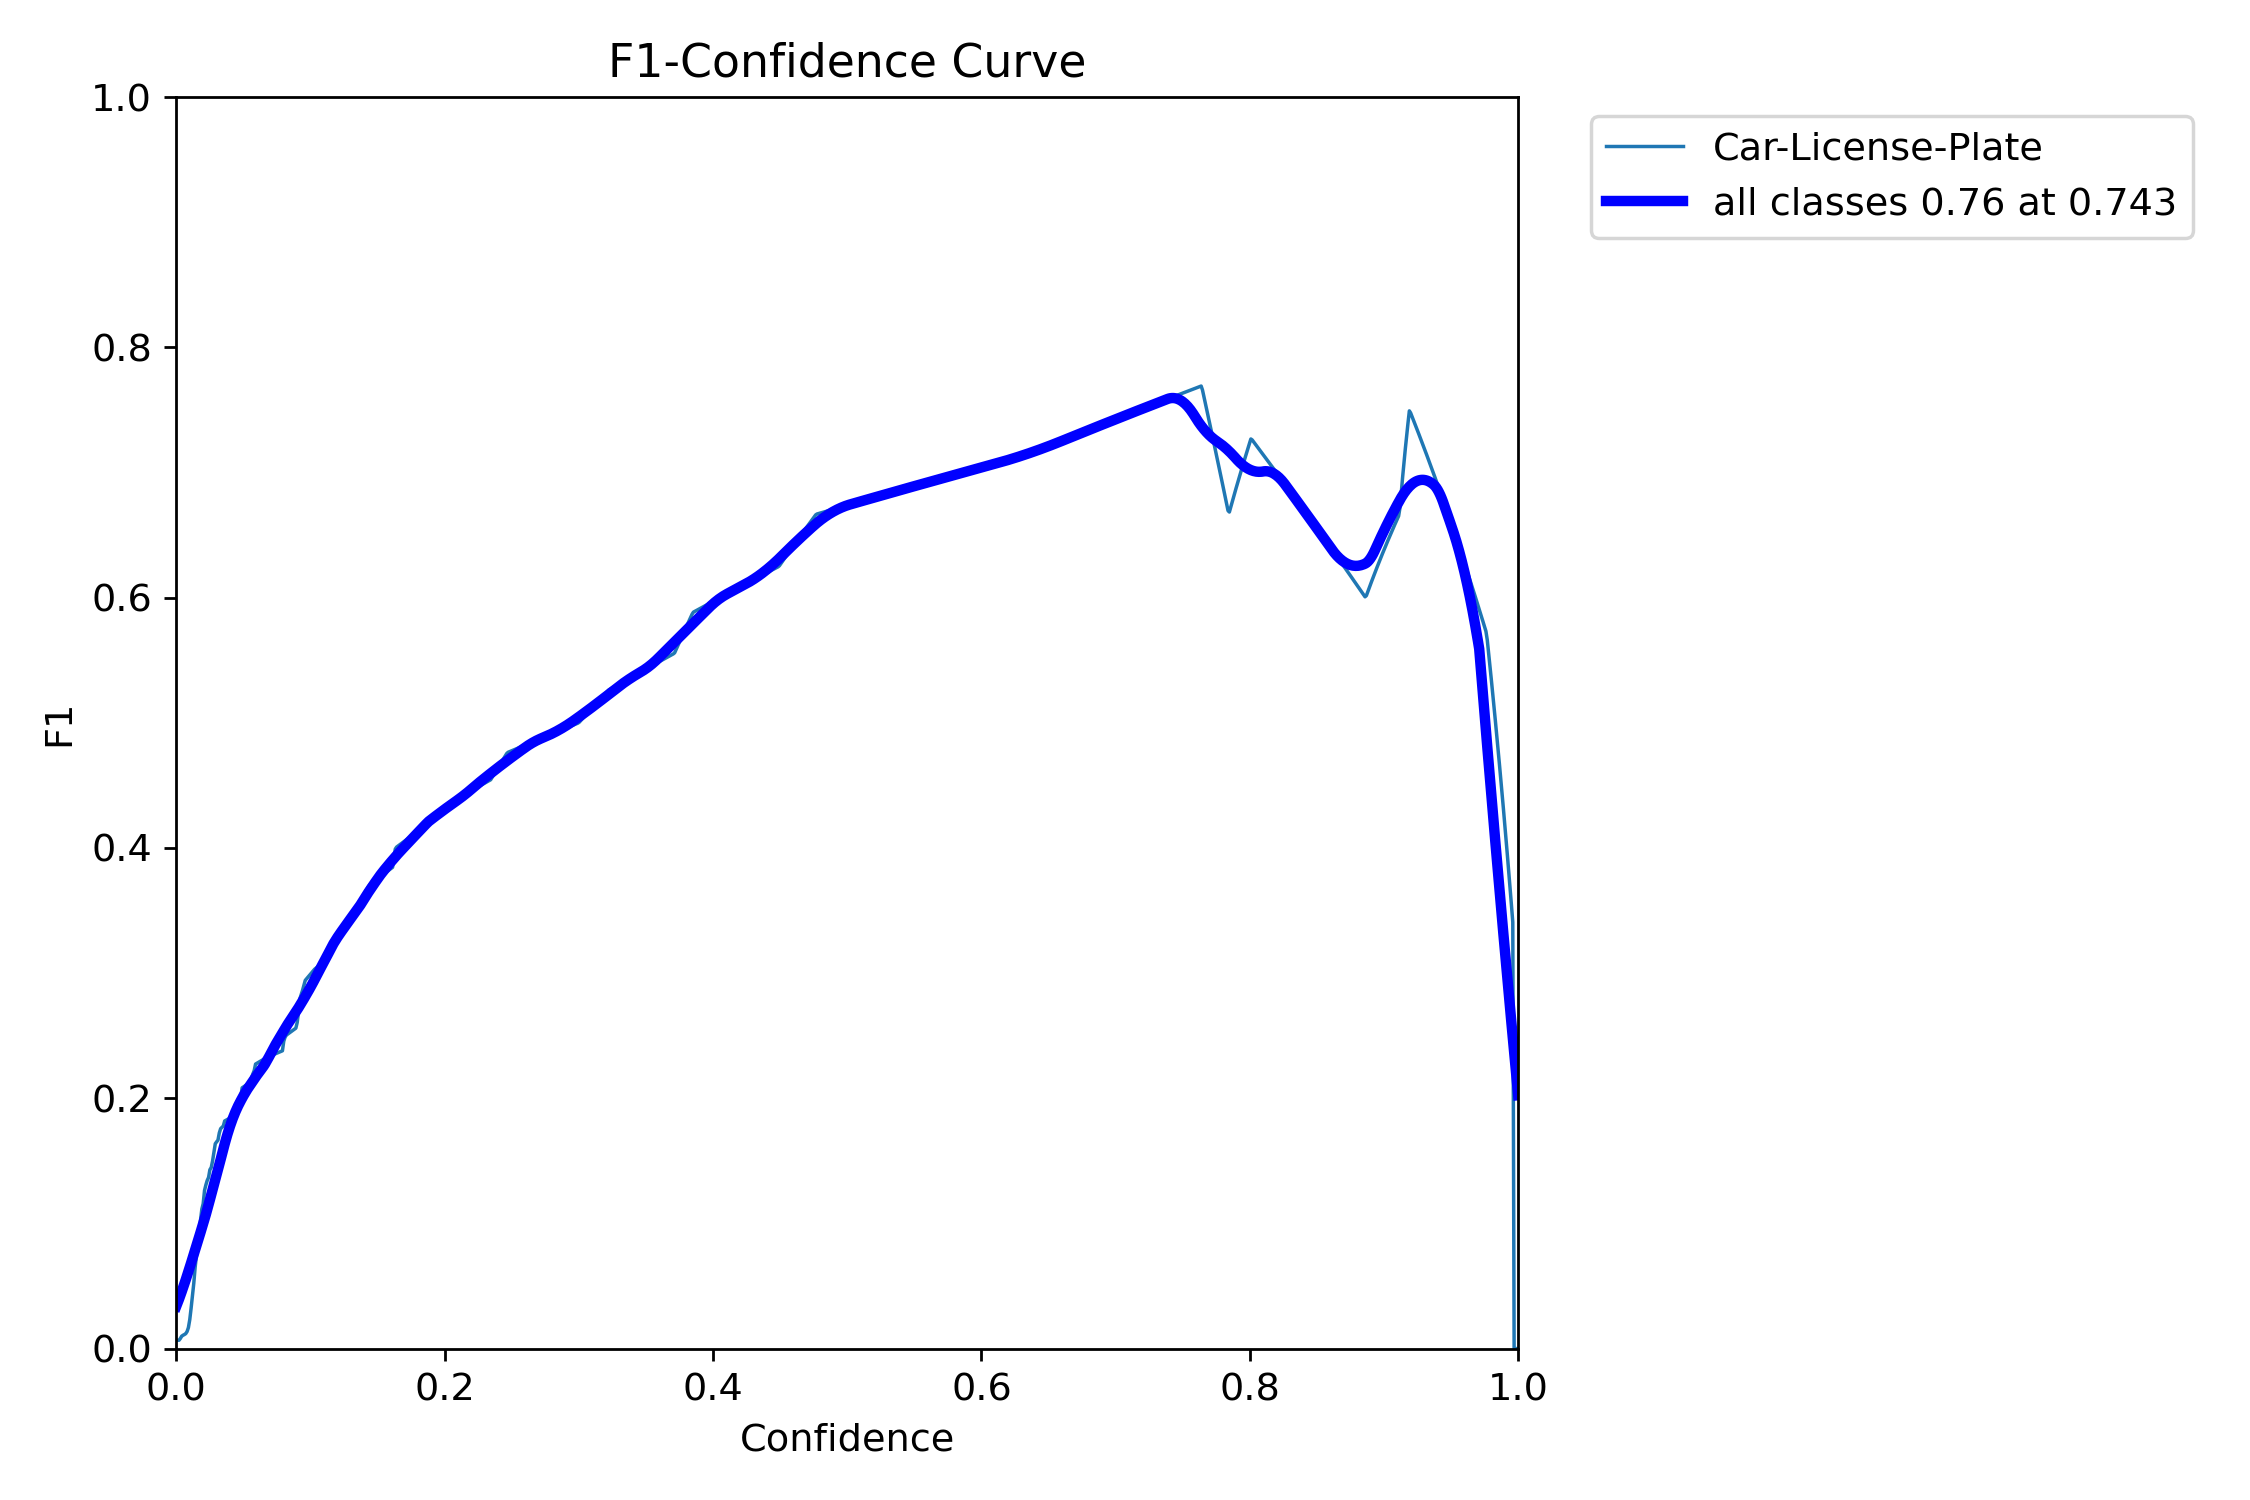 F1-Confidence Curve
Car-License-Plate
all classes 0.76 at 0.743
1.0
0.8
0.6
0.4
0.2
0.0
F1
0.0 0.2 0.4 0.6 0.8 1.0
Confidence